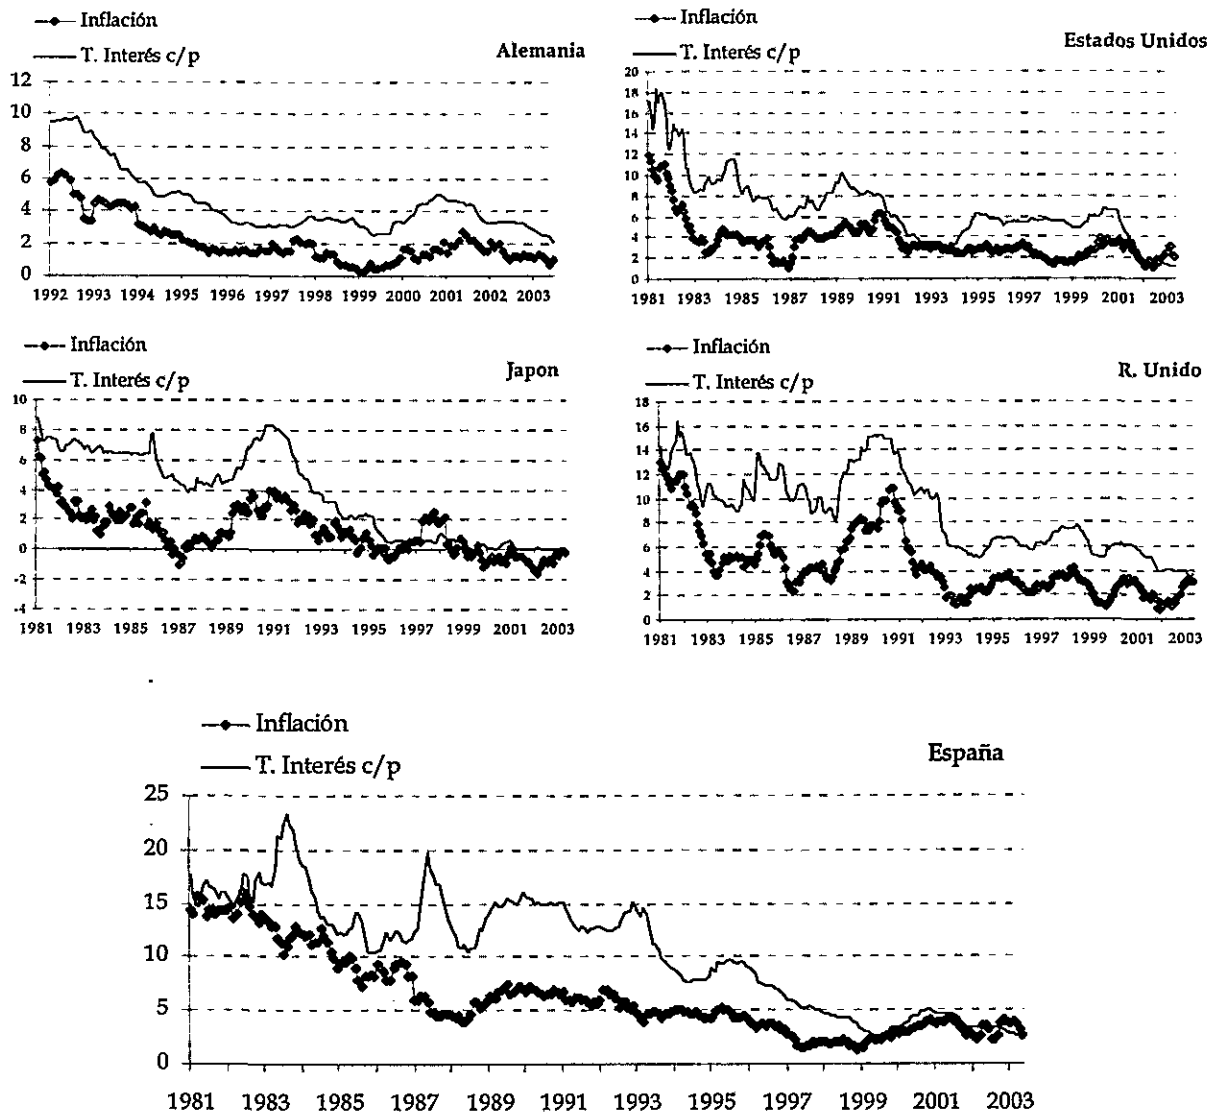 Inflación
T. Interés c/p
Alemania
12
10
8
6
4
2
0
1992 1993 1994 1995 1996 1997 1998 1999 2000 2001 2002 2003
Inflación
T. Interés c/p
Estados Unidos
20
18
16
14
12
10
8
6
4
2
0
1981 1983 1985 1987 1989 1991 1993 1995 1997 1999 2001 2003
Inflación
T. Interés c/p
Japon
10
8
6
4
2
0
-2
-4
1981 1983 1985 1987 1989 1991 1993 1995 1997 1999 2001 2003
Inflación
T. Interés c/p
R. Unido
18
16
14
12
10
8
6
4
2
0
1981 1983 1985 1987 1989 1991 1993 1995 1997 1999 2001 2003
Inflación
T. Interés c/p
España
25
20
15
10
5
0
1981 1983 1985 1987 1989 1991 1993 1995 1997 1999 2001 2003